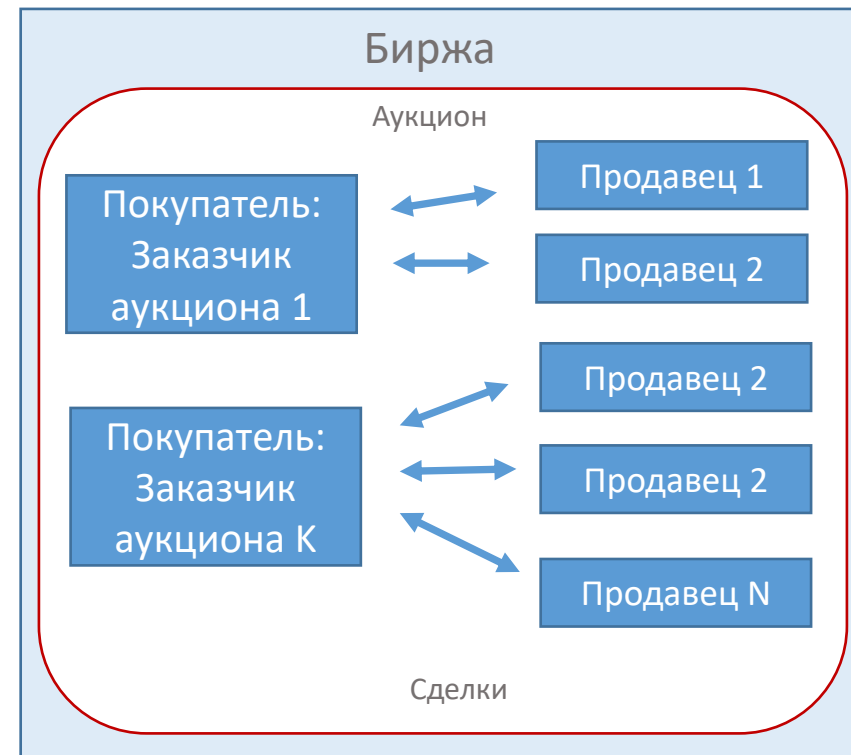 Биржа
Аукцион
Покупатель:
Заказчик
аукциона 1
Продавец 1
Продавец 2
Покупатель:
Заказчик
аукциона K
Продавец 2
Продавец 2
Продавец N
Сделки